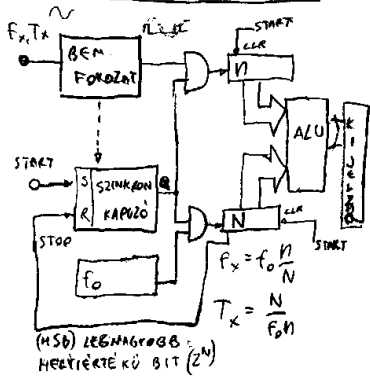 START
Fx, Tx
BEM.
FOKOZAT
CLR
n
ALU
KIJELZŐ
START
S
R
SZINKRON
KAPUZÓ
Q
N
CLR
START
STOP
f₀
fx = f₀ n/N
Tx = N/f₀n
(MSB) LEGNAGYOBB
HELYIÉRTÉKŰ BIT (2^N)